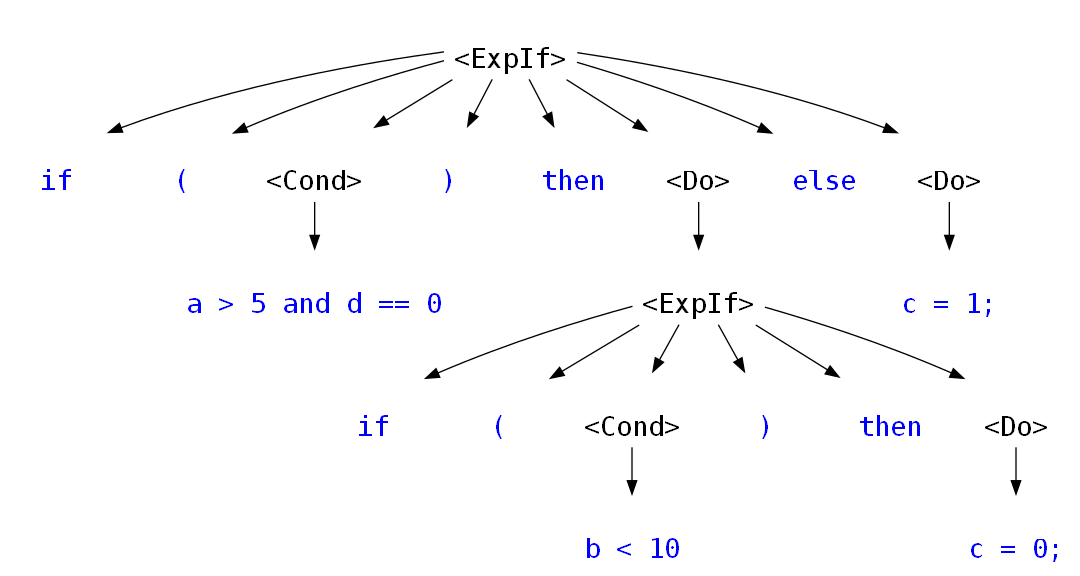 <ExpIf>
if ( <Cond> ) then <Do> else <Do>
a > 5 and d == 0 <ExpIf> c = 1;
if ( <Cond> ) then <Do>
b < 10 c = 0;